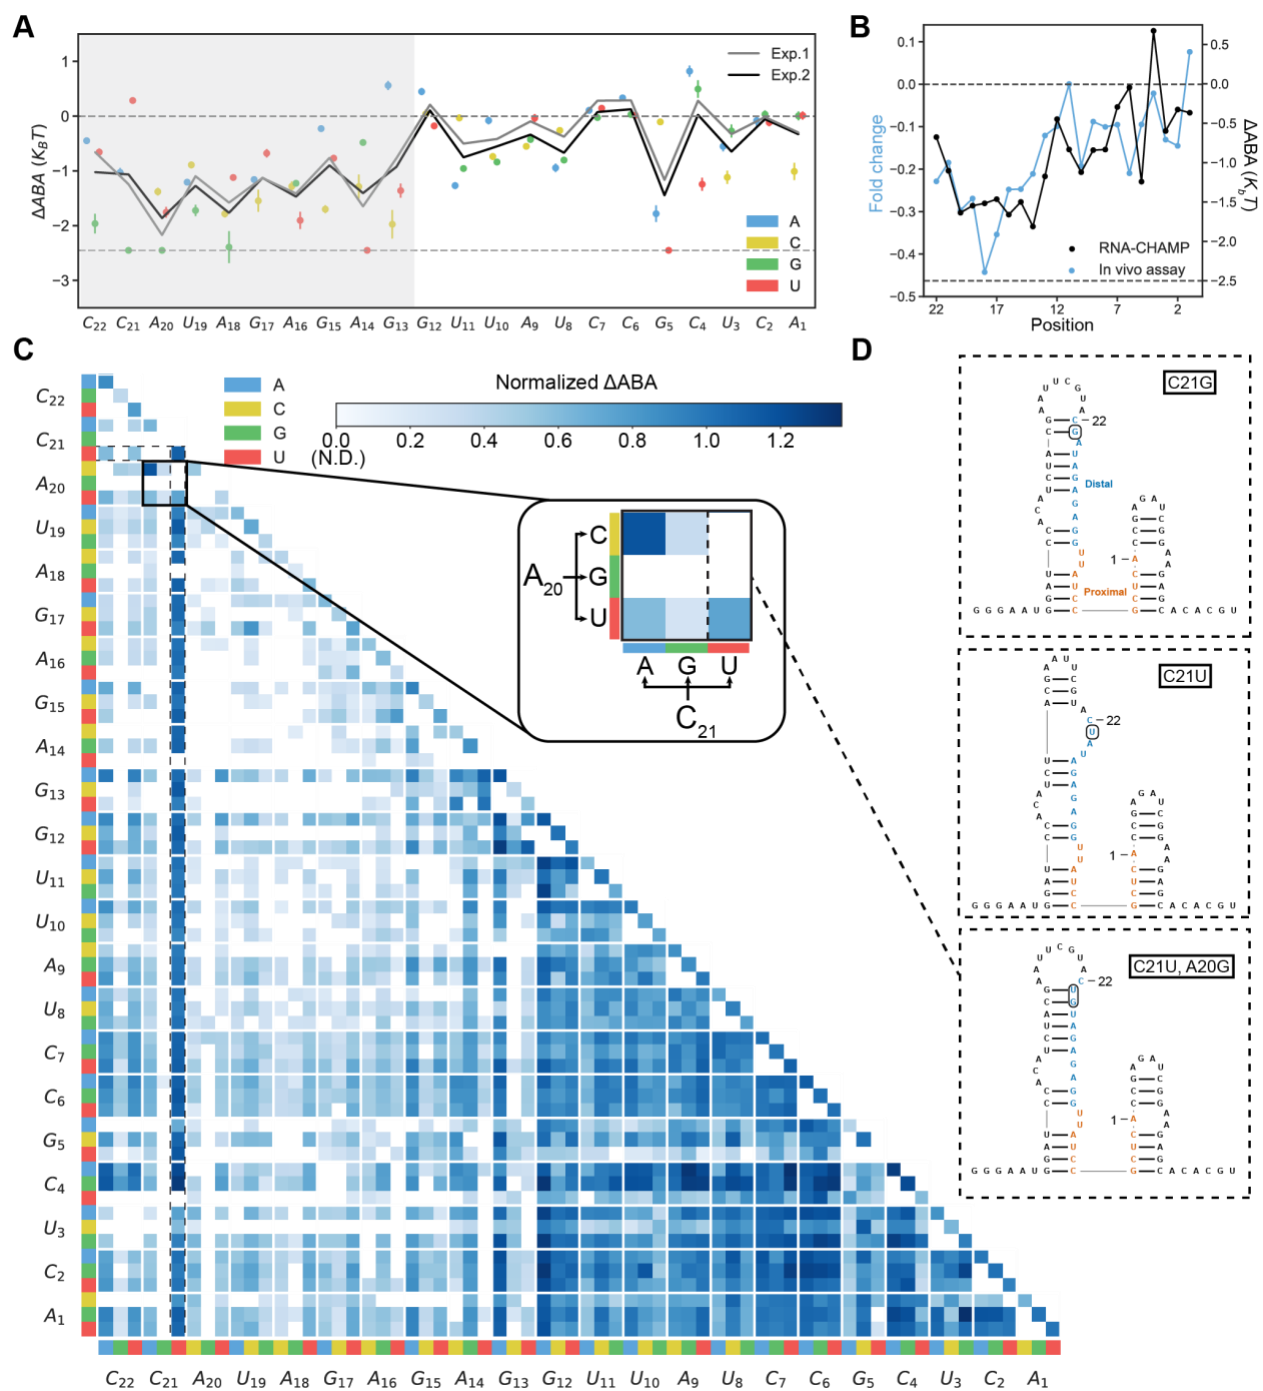 A
ΔABA (K_BT)
1
0
−1
−2
−3
Exp.1
Exp.2
A
C
G
U
C22 C21 A20 U19 A18 G17 A16 G15 A14 G13 G12 U11 U10 A9 U8 C7 C6 G5 C4 U3 C2 A1
B
Fold change
0.1
0.0
−0.1
−0.2
−0.3
−0.4
−0.5
0.5
0.0
−0.5
−1.0
−1.5
−2.0
−2.5
ΔABA (K_bT)
RNA-CHAMP
In vivo assay
22 17 12 7 2
Position
C
A
C
G
U
Normalized ΔABA
0.0 0.2 0.4 0.6 0.8 1.0 1.2
(N.D.)
C22
C21
A20
U19
A18
G17
A16
G15
A14
G13
G12
U11
U10
A9
U8
C7
C6
G5
C4
U3
C2
A1
A20
C
G
U
A G U
C21
C22 C21 A20 U19 A18 G17 A16 G15 A14 G13 G12 U11 U10 A9 U8 C7 C6 G5 C4 U3 C2 A1
D
C21G
22
Distal
1
Proximal
G G G A A U G
C A C A C G U
C21U
22
1
G G G A A U G
C A C A C G U
C21U, A20G
22
1
G G G A A U G
C A C A C G U